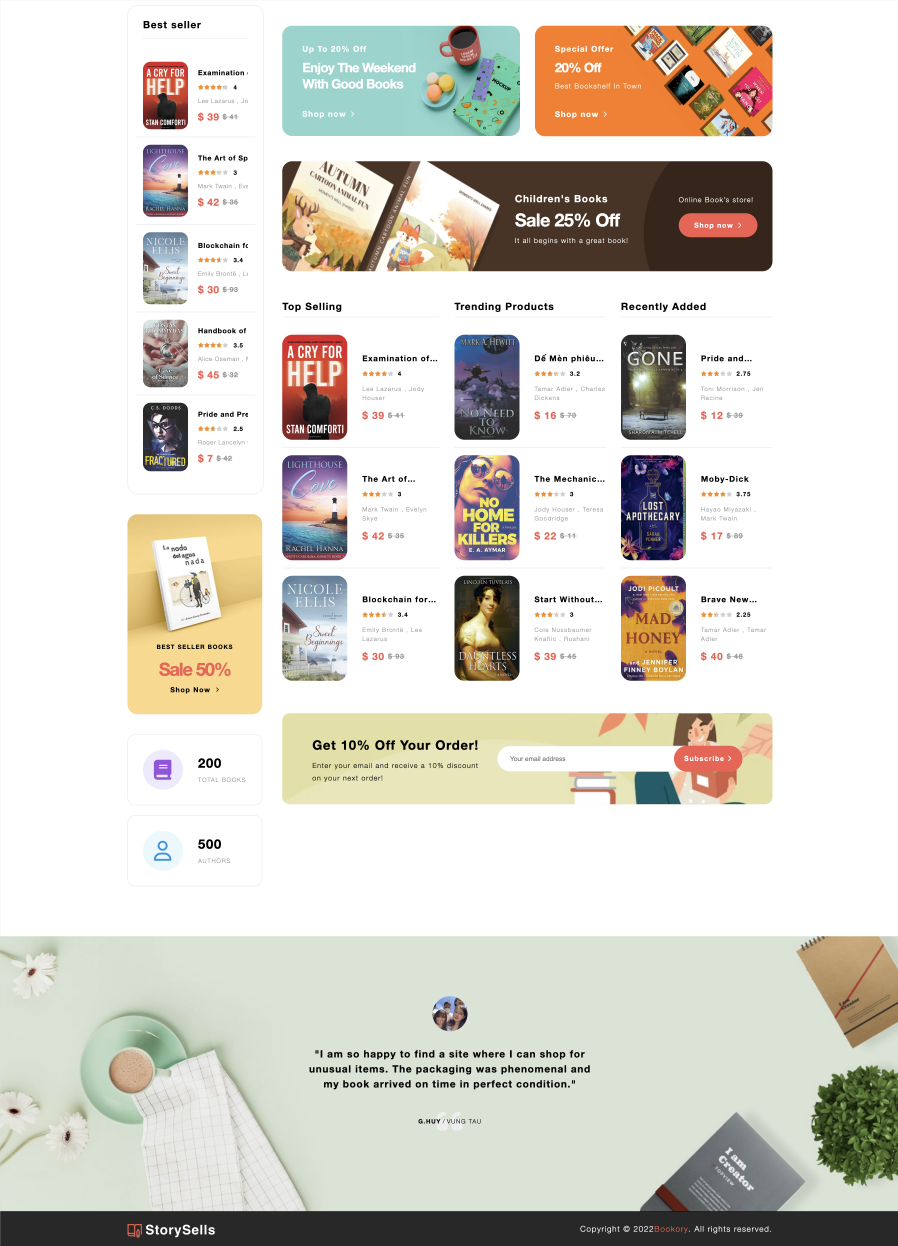 Best seller
A CRY FOR
HELP
STAN COMFORTI
Examination
4
Lee Lazarus , Jo
$ 39 $ 41
LIGHTHOUSE
Cove
RACHEL HANNA
The Art of Sp
3
Mark Twain , Eve
$ 42 $ 35
NICOLE
ELLIS
Sweet
Beginnings
Blockchain fo
3.4
Emily Brontë , Le
$ 30 $ 93
Handbook of
3.5
Alice Oseman ,
$ 45 $ 32
C.S. DODDS
FRACTURED
Pride and Pre
2.5
Roger Lancelyn
$ 7 $ 42
BEST SELLER BOOKS
Sale 50%
Shop Now
200
TOTAL BOOKS
500
AUTHORS
Up To 20% Off
Enjoy The Weekend
With Good Books
Shop now
MOCKUP
Special Offer
20% Off
Best Bookshelf In Town
Shop now
AUTUMN
CARTOON ANIMAL FUN
AUTUMN CARTOON ANIMAL FUN
Children's Books
Sale 25% Off
It all begins with a great book!
Online Book's store!
Shop now
Top Selling
A CRY FOR
HELP
STAN COMFORTI
Examination of...
4
Lee Lazarus , Jody
Houser
$ 39 $ 41
LIGHTHOUSE
Cove
RACHEL HANNA
The Art of...
3
Mark Twain , Evelyn
Skye
$ 42 $ 35
NICOLE
ELLIS
Sweet
Beginnings
Blockchain for...
3.4
Emily Brontë , Lee
Lazarus
$ 30 $ 93
Trending Products
MARK A. HEWITT
NO NEED
TO
KNOW
Dế Mèn phiêu...
3.2
Tamar Adler , Charles
Dickens
$ 16 $ 70
NO
HOME
FOR
KILLERS
E. A. AYMAR
The Mechanic...
3
Jody Houser , Teresa
Goodridge
$ 22 $ 11
LINCOLN TUVELAIS
DAUNTLESS
HEARTS
Start Without...
3
Cole Nussbaumer
Knaflic , Roshani
$ 39 $ 45
Recently Added
GONE
SHARON A. MITCHELL
Pride and...
2.75
Toni Morrison , Jen
Racine
$ 12 $ 39
THE
LOST
APOTHECARY
SARAH
PENNER
Moby-Dick
3.75
Hayao Miyazaki ,
Mark Twain
$ 17 $ 89
JODI PICOULT
MAD
HONEY
A NOVEL
and JENNIFER
FINNEY BOYLAN
Brave New...
2.25
Tamar Adler , Tamar
Adler
$ 40 $ 48
Get 10% Off Your Order!
Enter your email and receive a 10% discount
on your next order!
Your email address
Subscribe
"I am so happy to find a site where I can shop for
unusual items. The packaging was phenomenal and
my book arrived on time in perfect condition."
G.HUY / VUNG TAU
I am
Creator
I am
Creator
TOPVIEW
StorySells
Copyright © 2022Bookory. All rights reserved.